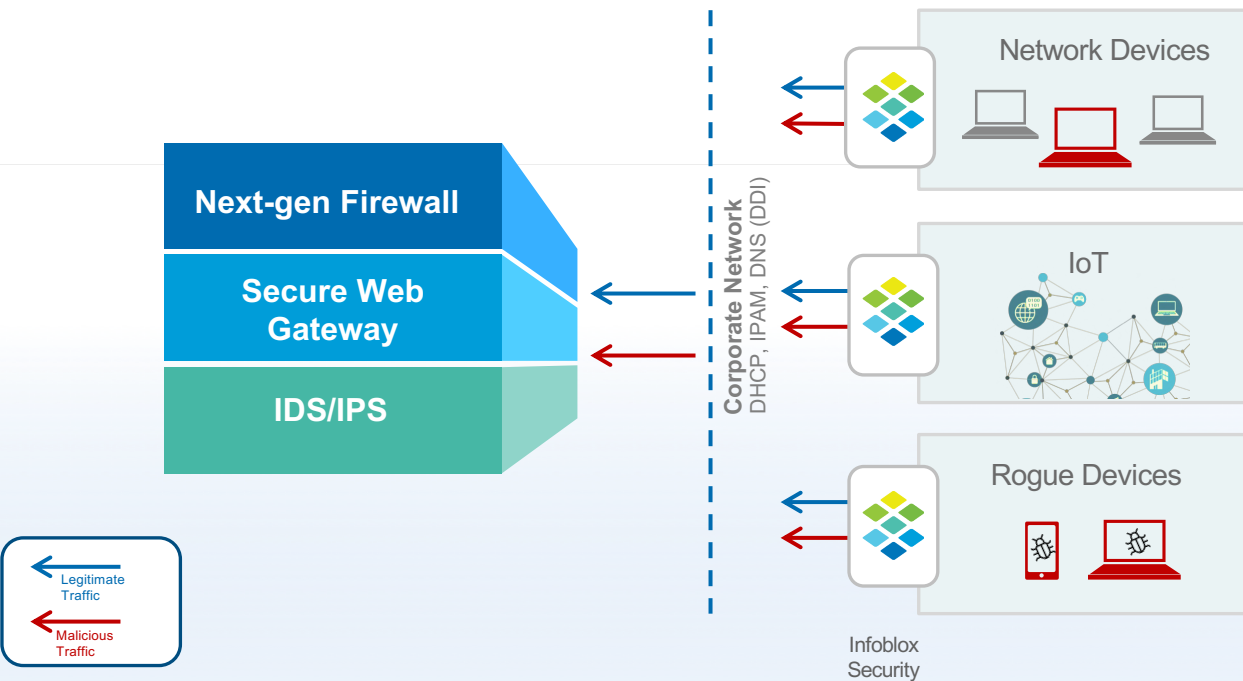 Network Devices
Next-gen Firewall
Secure Web
Gateway
IDS/IPS
Corporate Network
DHCP, IPAM, DNS (DDI)
IoT
Rogue Devices
Legitimate
Traffic
Malicious
Traffic
Infoblox
Security